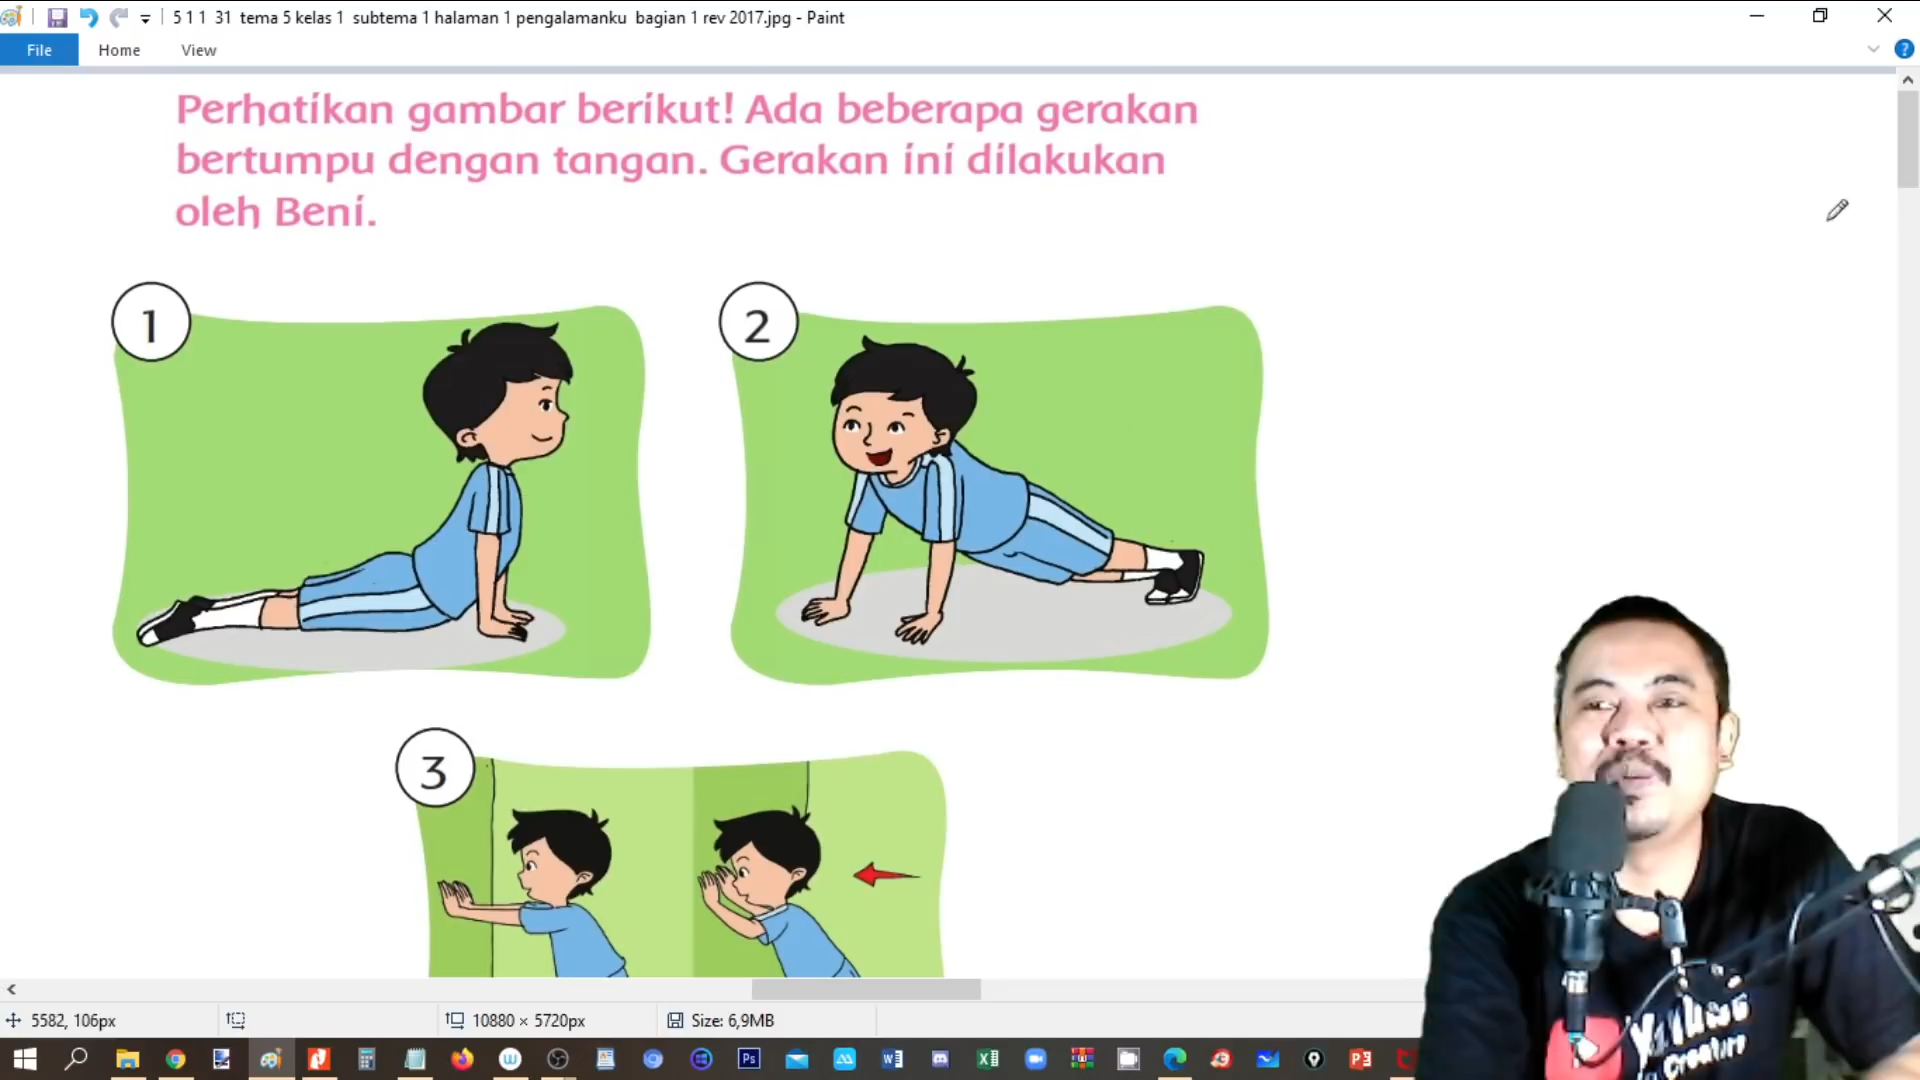 5 1 1  31  tema 5 kelas 1  subtema 1 halaman 1 pengalamanku  bagian 1 rev 2017.jpg - Paint
File Home View
Perhatikan gambar berikut! Ada beberapa gerakan
bertumpu dengan tangan. Gerakan ini dilakukan
oleh Beni.
1
2
3
5582, 106px
10880 × 5720px
Size: 6,9MB
creative